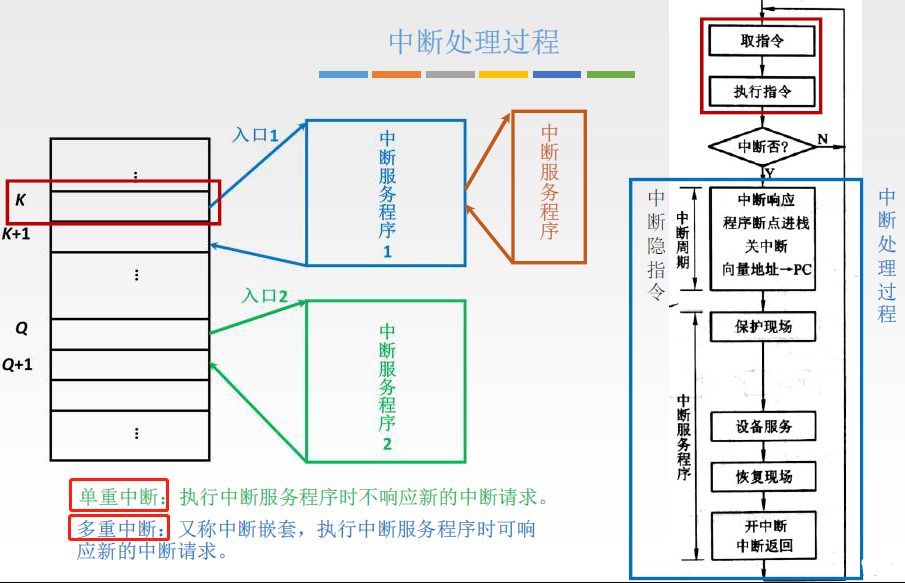 中断处理过程
入口1
K
K+1
⋮
⋮
Q
Q+1
⋮
中断服务程序1
中断服务程序
入口2
中断服务程序2
单重中断：执行中断服务程序时不响应新的中断请求。
多重中断：又称中断嵌套，执行中断服务程序时可响
应新的中断请求。
取指令
执行指令
中断否？
N
Y
中断隐指令
中断周期
中断响应
程序断点进栈
关中断
向量地址→PC
中断处理过程
中断服务程序
保护现场
设备服务
恢复现场
开中断
中断返回